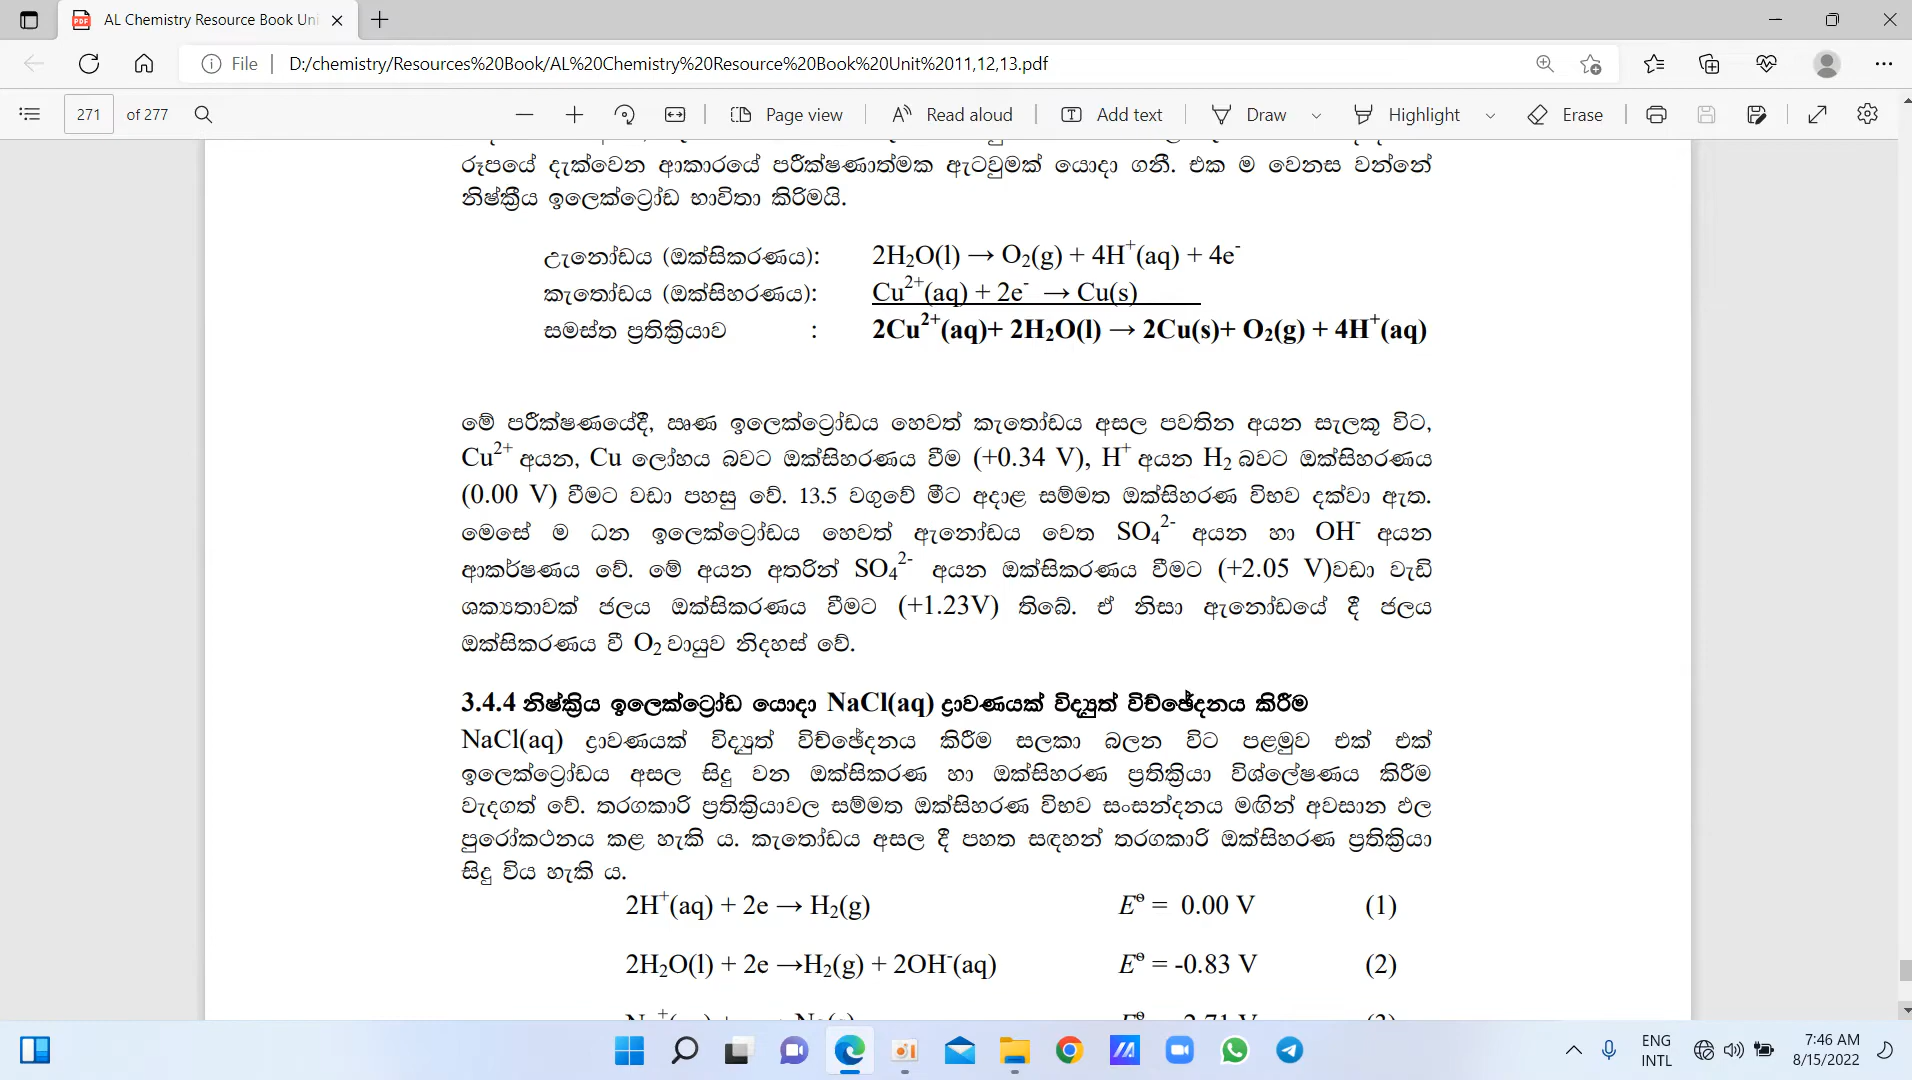 AL Chemistry Resource Book Uni
File
D:/chemistry/Resources%20Book/AL%20Chemistry%20Resource%20Book%20Unit%2011,12,13.pdf
271 of 277
Page view
Read aloud
Add text
Draw
Highlight
Erase
රූපයේ දැක්වෙන ආකාරයේ පරීක්ෂණාත්මක ඇටවුමක් යොදා ගනී. එක ම වෙනස වන්නේ
නිෂ්ක්‍රීය ඉලෙක්ට්‍රෝඩ භාවිතා කිරිමයි.
උැනෝඩය (ඔක්සිකරණය): 2H₂O(l) → O₂(g) + 4H⁺(aq) + 4e⁻
කැතෝඩය (ඔක්සිහරණය): Cu²⁺(aq) + 2e⁻ → Cu(s)
සමස්ත ප්‍රතික්‍රියාව : 2Cu²⁺(aq)+ 2H₂O(l) → 2Cu(s)+ O₂(g) + 4H⁺(aq)
මේ පරීක්ෂණයේදී, ඍණ ඉලෙක්ට්‍රෝඩය හෙවත් කැතෝඩය අසල පවතින අයන සැලකූ විට,
Cu²⁺ අයන, Cu ලෝහය බවට ඔක්සිහරණය වීම (+0.34 V), H⁺ අයන H₂ බවට ඔක්සිහරණය
(0.00 V) වීමට වඩා පහසු වේ. 13.5 වගුවේ මීට අදාළ සම්මත ඔක්සිහරණ විභව දක්වා ඇත.
මෙසේ ම ධන ඉලෙක්ට්‍රෝඩය හෙවත් ඇනෝඩය වෙත SO₄²⁻ අයන හා OH⁻ අයන
ආකර්ෂණය වේ. මේ අයන අතරින් SO₄²⁻ අයන ඔක්සිකරණය වීමට (+2.05 V)වඩා වැඩි
ශක්‍යතාවක් ජලය ඔක්සිකරණය වීමට (+1.23V) තිබේ. ඒ නිසා ඇනෝඩයේ දී ජලය
ඔක්සිකරණය වී O₂ වායුව නිදහස් වේ.
3.4.4 නිෂ්ක්‍රිය ඉලෙක්ට්‍රෝඩ යොදා NaCl(aq) ද්‍රාවණයක් විද්‍යුත් විච්ඡේදනය කිරීම
NaCl(aq) ද්‍රාවණයක් විද්‍යුත් විච්ඡේදනය කිරීම සලකා බලන විට පළමුව එක් එක්
ඉලෙක්ට්‍රෝඩය අසල සිදු වන ඔක්සිකරණ හා ඔක්සිහරණ ප්‍රතික්‍රියා විශ්ලේෂණය කිරීම
වැදගත් වේ. තරගකාරි ප්‍රතික්‍රියාවල සම්මත ඔක්සිහරණ විභව සංසන්දනය මඟින් අවසාන ඵල
පුරෝකථනය කළ හැකි ය. කැතෝඩය අසල දී පහත සඳහන් තරගකාරි ඔක්සිහරණ ප්‍රතික්‍රියා
සිදු විය හැකි ය.
2H⁺(aq) + 2e → H₂(g) E⁰ = 0.00 V (1)
2H₂O(l) + 2e →H₂(g) + 2OH⁻(aq) E⁰ = -0.83 V (2)
ENG
INTL
7:46 AM
8/15/2022